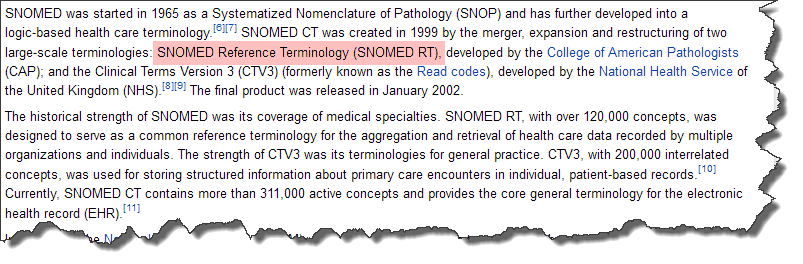 SNOMED was started in 1965 as a Systematized Nomenclature of Pathology (SNOP) and has further developed into a
logic-based health care terminology.[6][7] SNOMED CT was created in 1999 by the merger, expansion and restructuring of two
large-scale terminologies: SNOMED Reference Terminology (SNOMED RT), developed by the College of American Pathologists
(CAP); and the Clinical Terms Version 3 (CTV3) (formerly known as the Read codes), developed by the National Health Service of
the United Kingdom (NHS).[8][9] The final product was released in January 2002.
The historical strength of SNOMED was its coverage of medical specialties. SNOMED RT, with over 120,000 concepts, was
designed to serve as a common reference terminology for the aggregation and retrieval of health care data recorded by multiple
organizations and individuals. The strength of CTV3 was its terminologies for general practice. CTV3, with 200,000 interrelated
concepts, was used for storing structured information about primary care encounters in individual, patient-based records.[10]
Currently, SNOMED CT contains more than 311,000 active concepts and provides the core general terminology for the electronic
health record (EHR).[11]